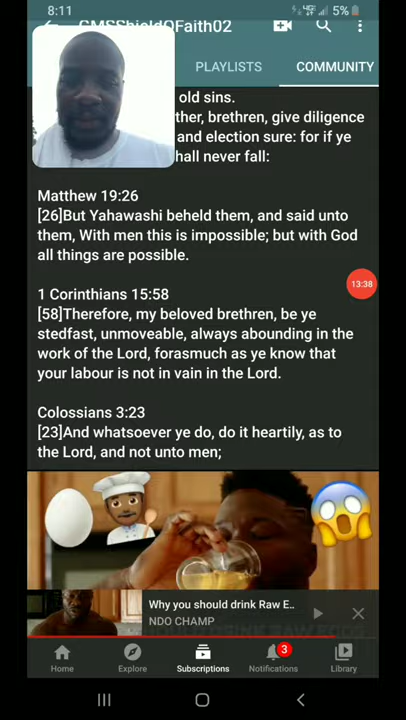 8:11
5%
GMSShieldOfFaith02
PLAYLISTS
COMMUNITY
old sins.
ther, brethren, give diligence
and election sure: for if ye
hall never fall:
Matthew 19:26
[26]But Yahawashi beheld them, and said unto
them, With men this is impossible; but with God
all things are possible.
13:38
1 Corinthians 15:58
[58]Therefore, my beloved brethren, be ye
stedfast, unmoveable, always abounding in the
work of the Lord, forasmuch as ye know that
your labour is not in vain in the Lord.
Colossians 3:23
[23]And whatsoever ye do, do it heartily, as to
the Lord, and not unto men;
Why you should drink Raw E..
NDO CHAMP
3
Home
Explore
Subscriptions
Notifications
Library